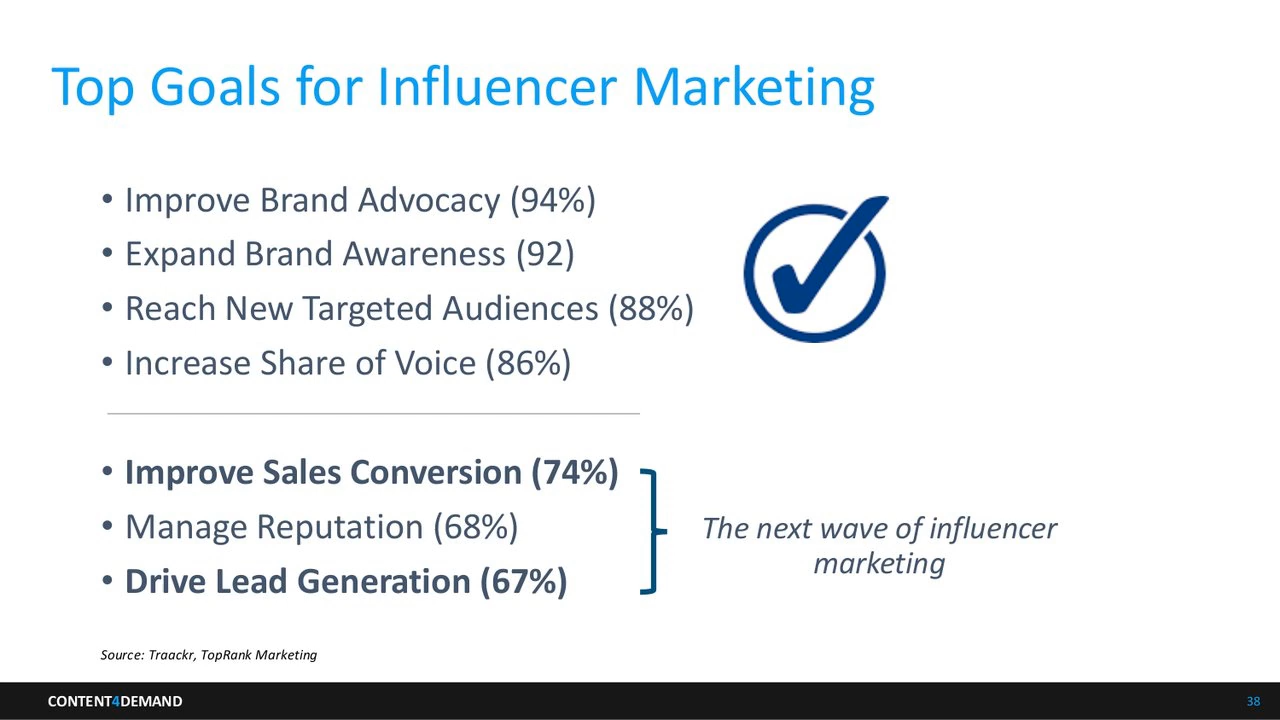 Top Goals for Influencer Marketing
• Improve Brand Advocacy (94%)
• Expand Brand Awareness (92)
• Reach New Targeted Audiences (88%)
• Increase Share of Voice (86%)
• Improve Sales Conversion (74%)
• Manage Reputation (68%)
• Drive Lead Generation (67%)
The next wave of influencer
marketing
Source: Traackr, TopRank Marketing
CONTENT4DEMAND
38